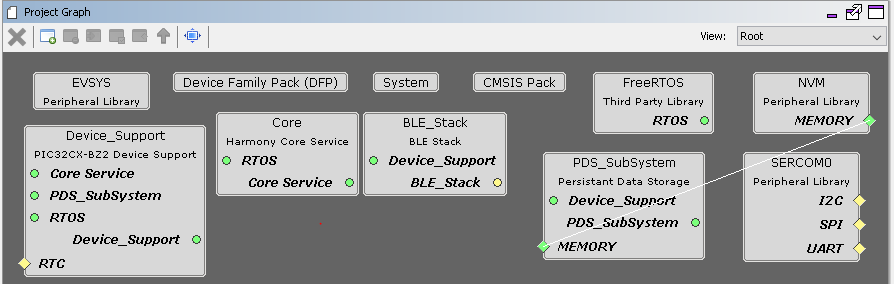 Project Graph
View: Root
EVSYS
Peripheral Library
Device Family Pack (DFP)
System
CMSIS Pack
FreeRTOS
Third Party Library
RTOS
NVM
Peripheral Library
MEMORY
Device_Support
PIC32CX-BZ2 Device Support
Core Service
PDS_SubSystem
RTOS
Device_Support
RTC
Core
Harmony Core Service
RTOS
Core Service
BLE_Stack
BLE Stack
Device_Support
BLE_Stack
PDS_SubSystem
Persistant Data Storage
Device_Support
PDS_SubSystem
MEMORY
SERCOM0
Peripheral Library
I2C
SPI
UART